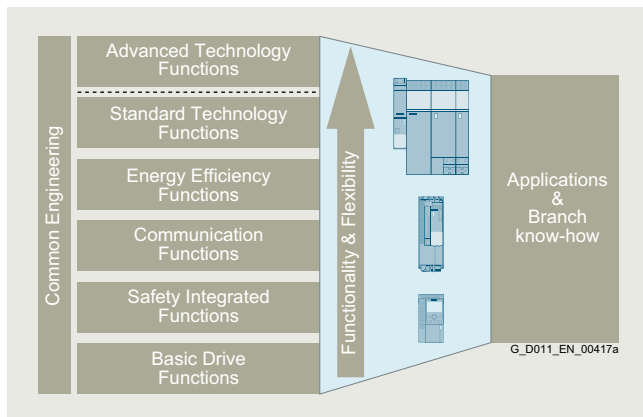 Common Engineering
Advanced Technology
Functions
Standard Technology
Functions
Energy Efficiency
Functions
Communication
Functions
Safety Integrated
Functions
Basic Drive
Functions
Functionality & Flexibility
Applications
&
Branch
know-how
G_D011_EN_00417a